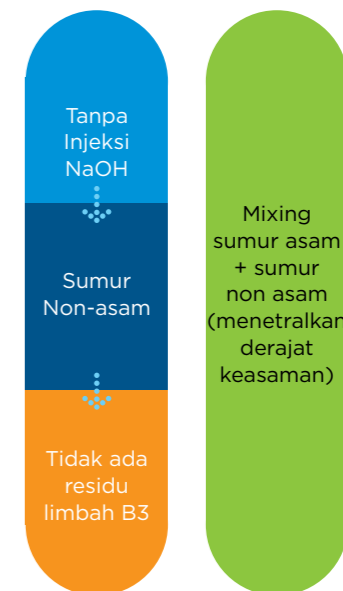 Tanpa
Injeksi
NaOH
Sumur
Non-asam
Tidak ada
residu
limbah B3
Mixing
sumur asam
+ sumur
non asam
(menetralkan
derajat
keasaman)